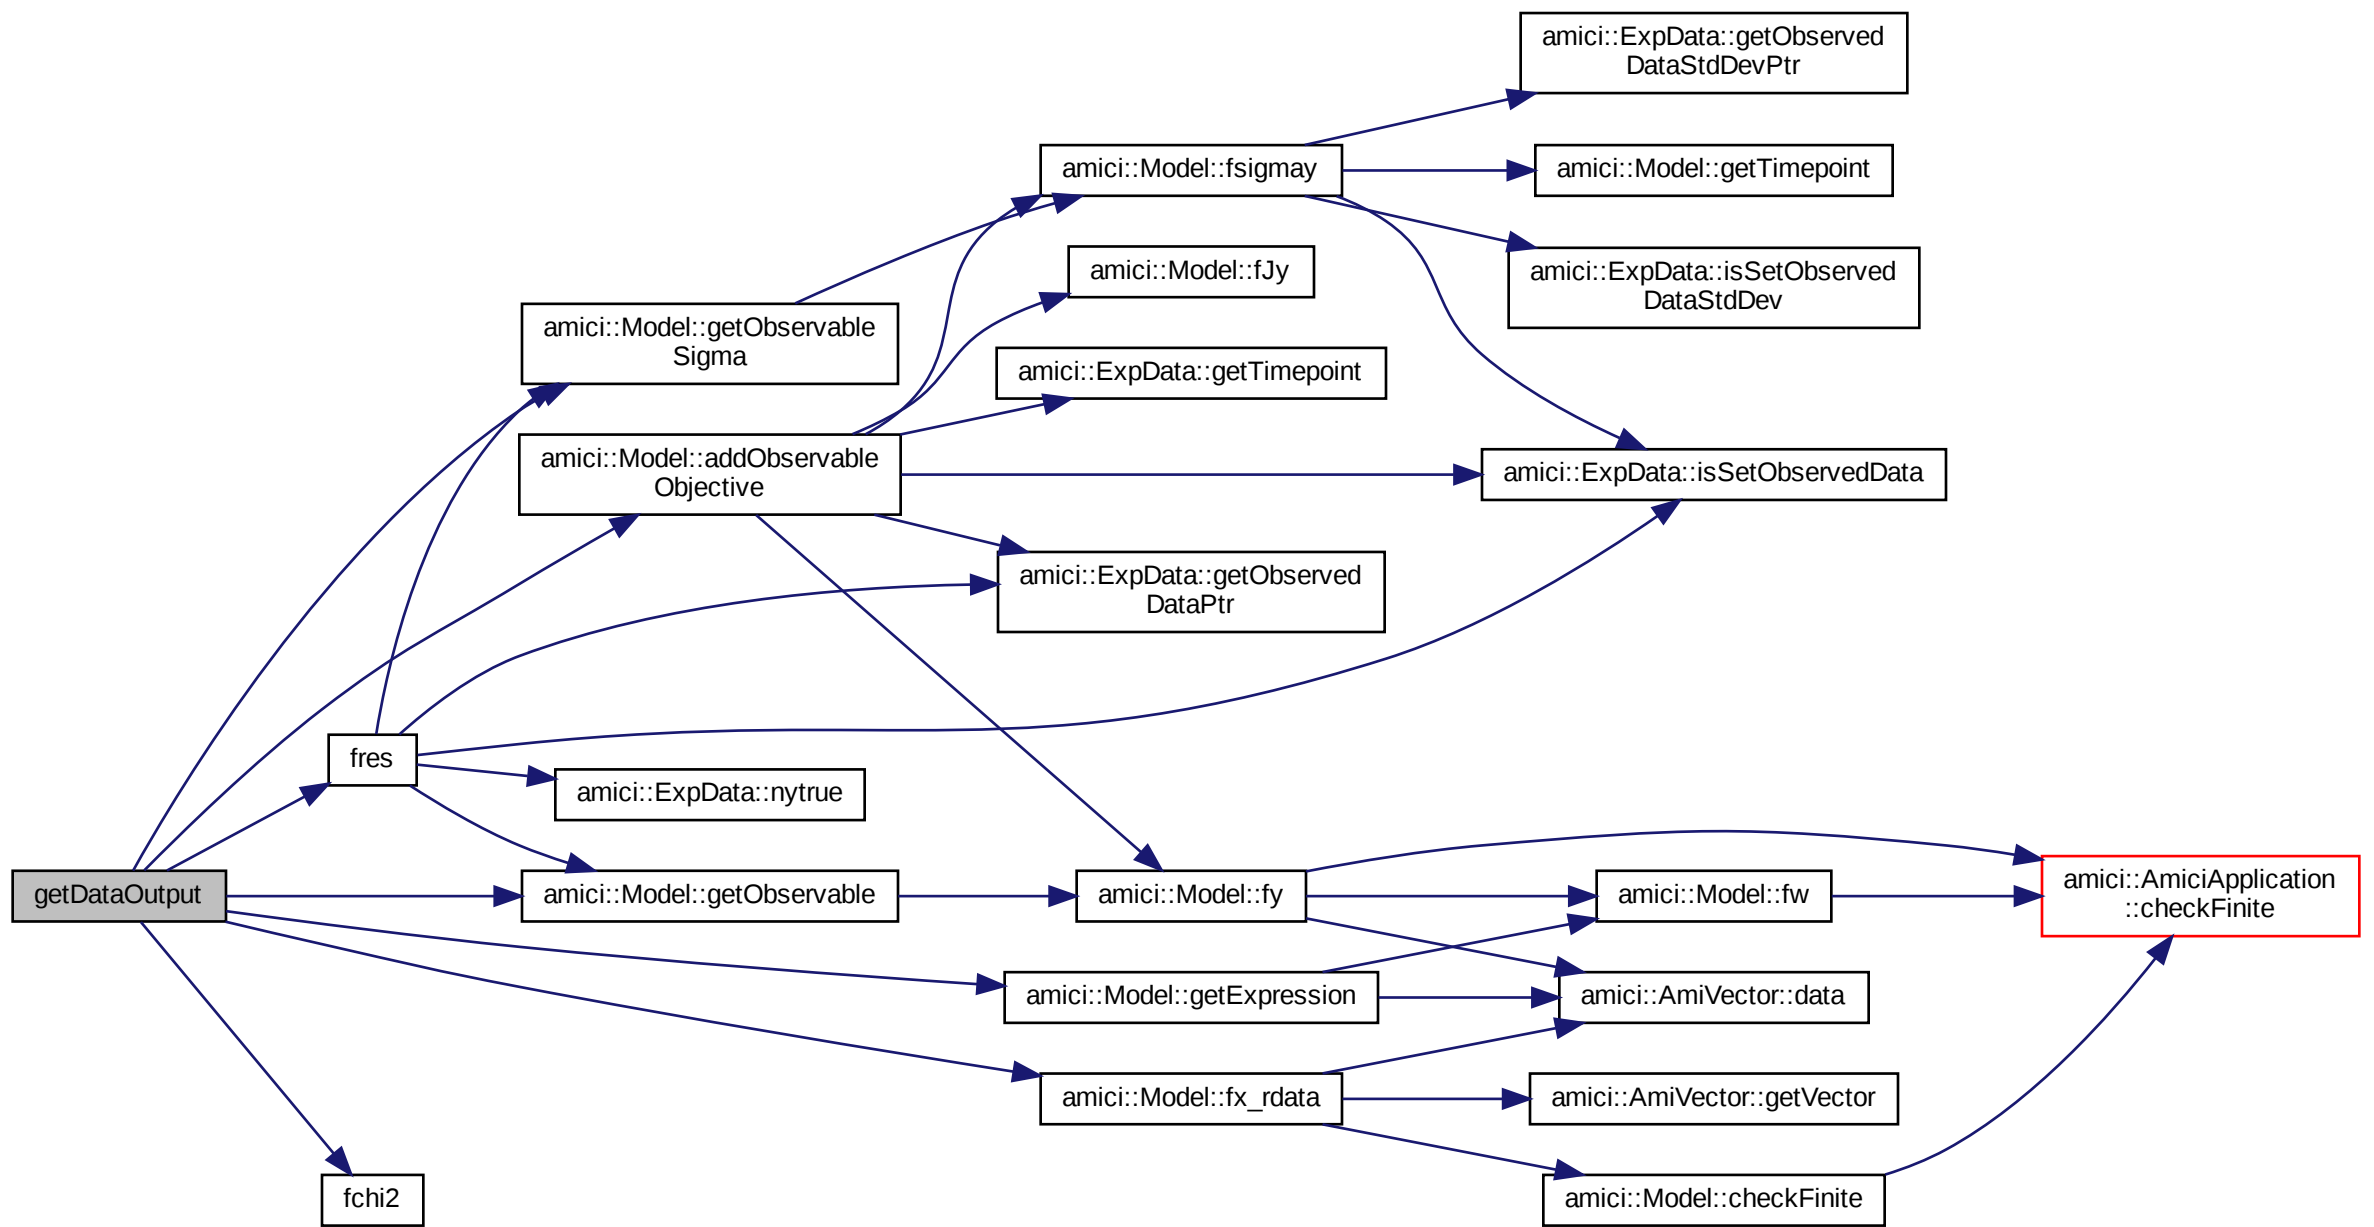 amici::ExpData::getObserved
DataStdDevPtr
amici::Model::fsigmay
amici::Model::getTimepoint
amici::ExpData::isSetObserved
DataStdDev
amici::Model::fJy
amici::Model::getObservable
Sigma
amici::ExpData::getTimepoint
amici::Model::addObservable
Objective
amici::ExpData::isSetObservedData
amici::ExpData::getObserved
DataPtr
fres
amici::ExpData::nytrue
getDataOutput
amici::Model::getObservable
amici::Model::fy
amici::Model::fw
amici::AmiciApplication
::checkFinite
amici::Model::getExpression
amici::AmiVector::data
amici::Model::fx_rdata
amici::AmiVector::getVector
fchi2
amici::Model::checkFinite